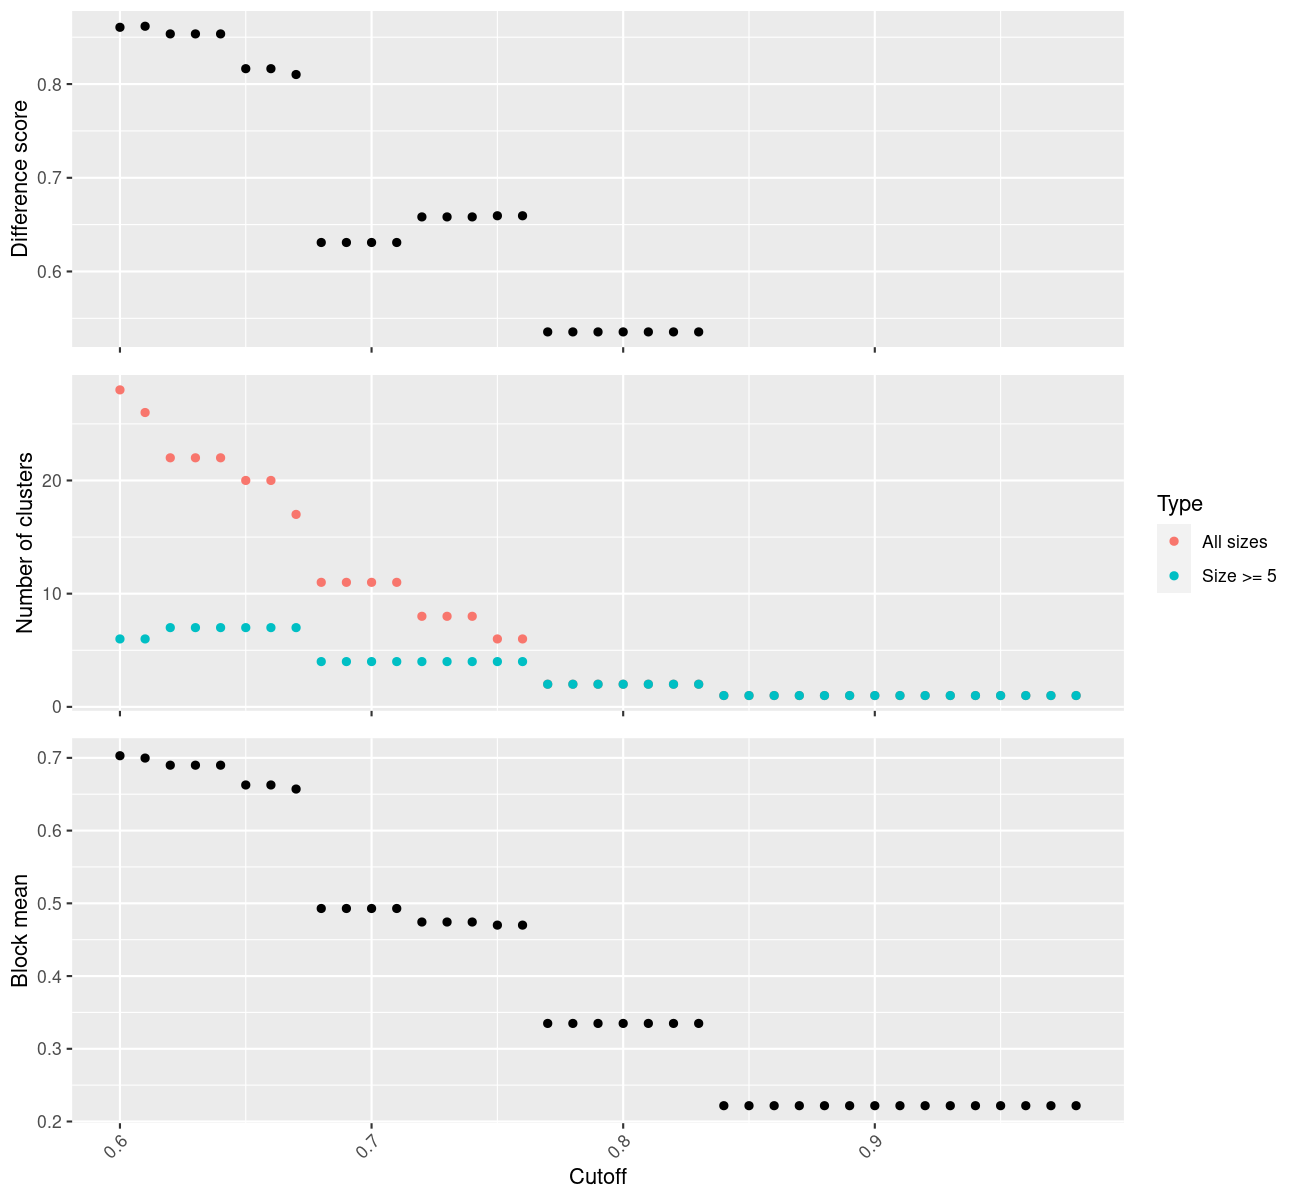 Difference score
0.8
0.7
0.6
Number of clusters
20
10
0
Type
All sizes
Size >= 5
Block mean
0.7
0.6
0.5
0.4
0.3
0.2
0.6
0.7
0.8
0.9
Cutoff